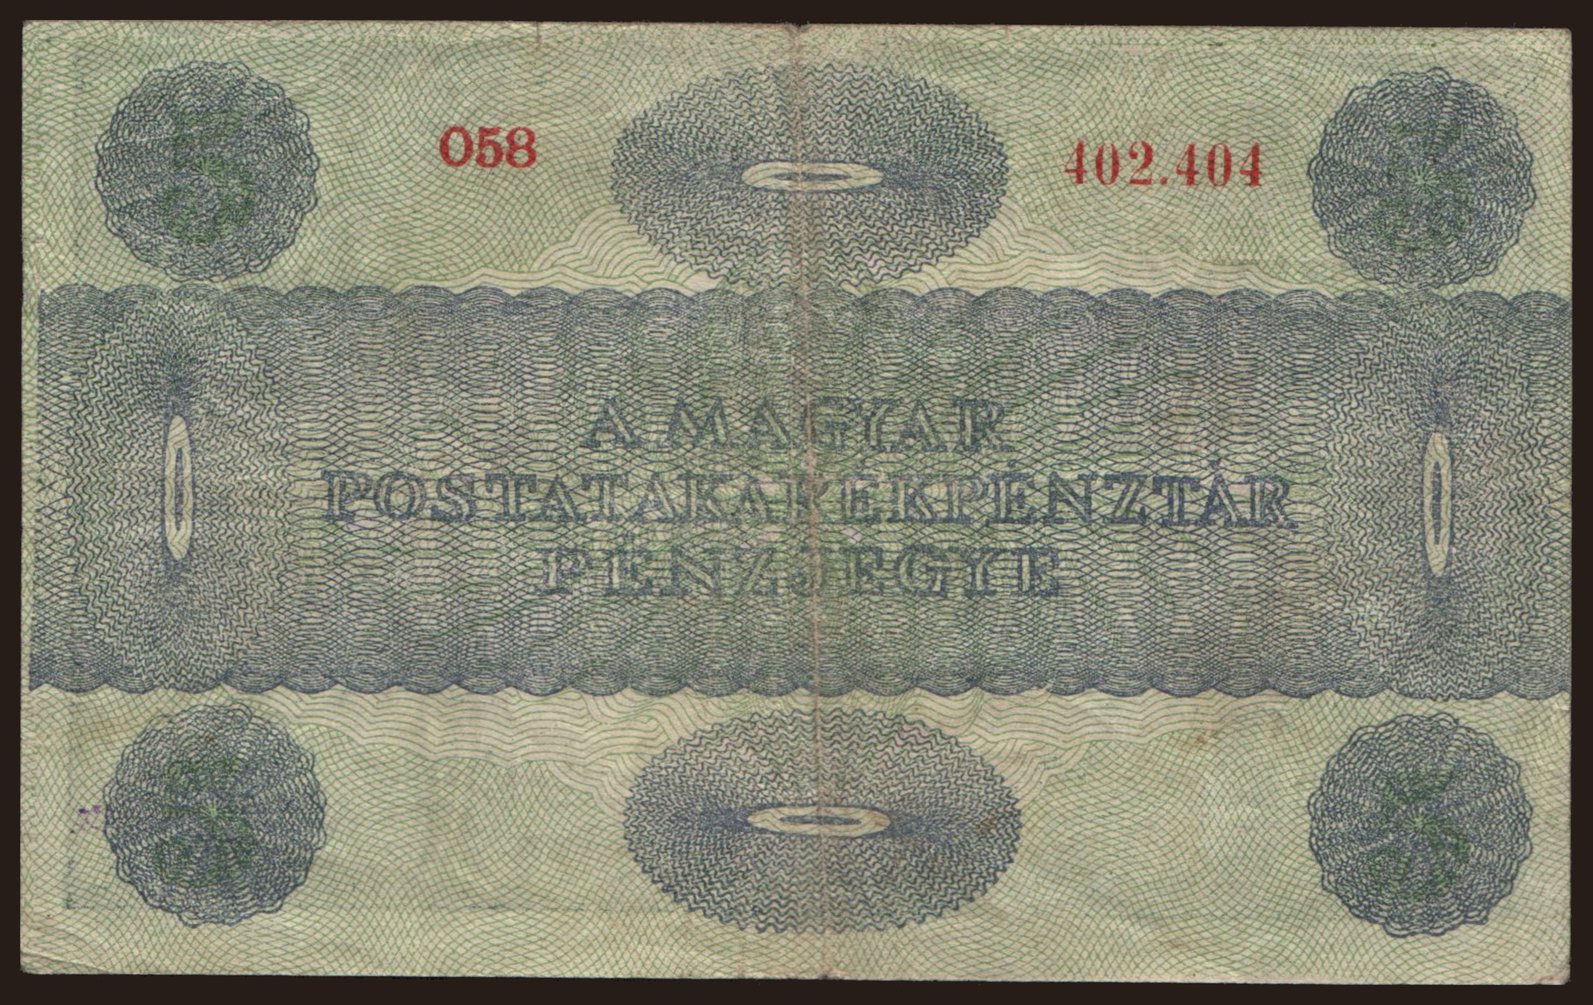 058 402.404
A MAGYAR
POSTATAKARÉKPÉNZTÁR
PÉNZJEGYE